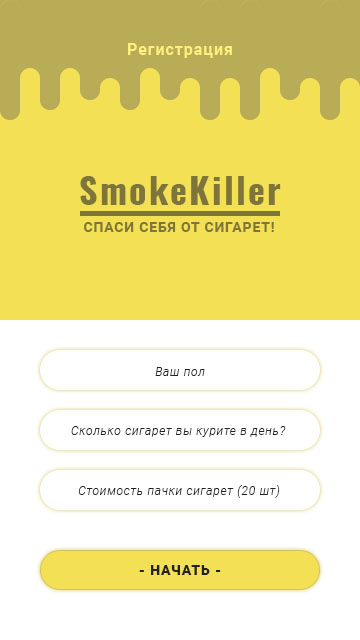 Регистрация
SmokeKiller
СПАСИ СЕБЯ ОТ СИГАРЕТ!
Ваш пол
Сколько сигарет вы курите в день?
Стоимость пачки сигарет (20 шт)
- НАЧАТЬ -